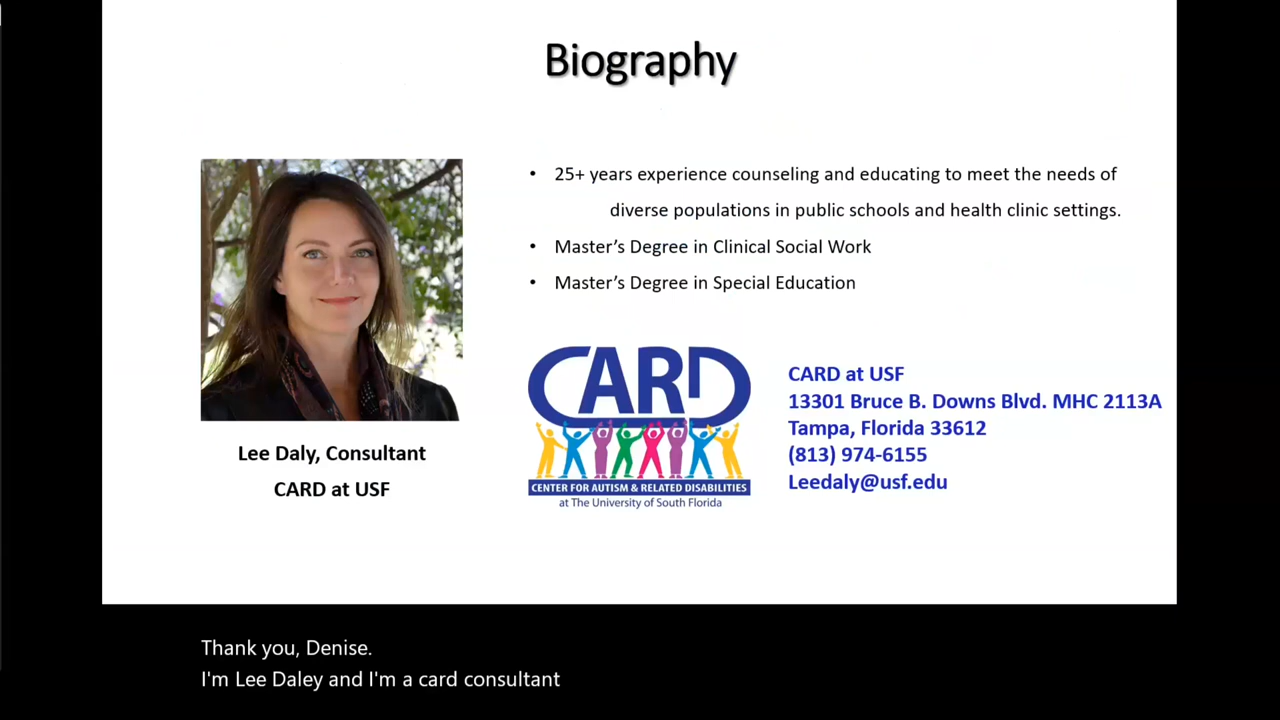 Biography
• 25+ years experience counseling and educating to meet the needs of
diverse populations in public schools and health clinic settings.
• Master’s Degree in Clinical Social Work
• Master’s Degree in Special Education
Lee Daly, Consultant
CARD at USF
CARD
CENTER FOR AUTISM & RELATED DISABILITIES
at The University of South Florida
CARD at USF
13301 Bruce B. Downs Blvd. MHC 2113A
Tampa, Florida 33612
(813) 974-6155
Leedaly@usf.edu
Thank you, Denise.
I'm Lee Daley and I'm a card consultant